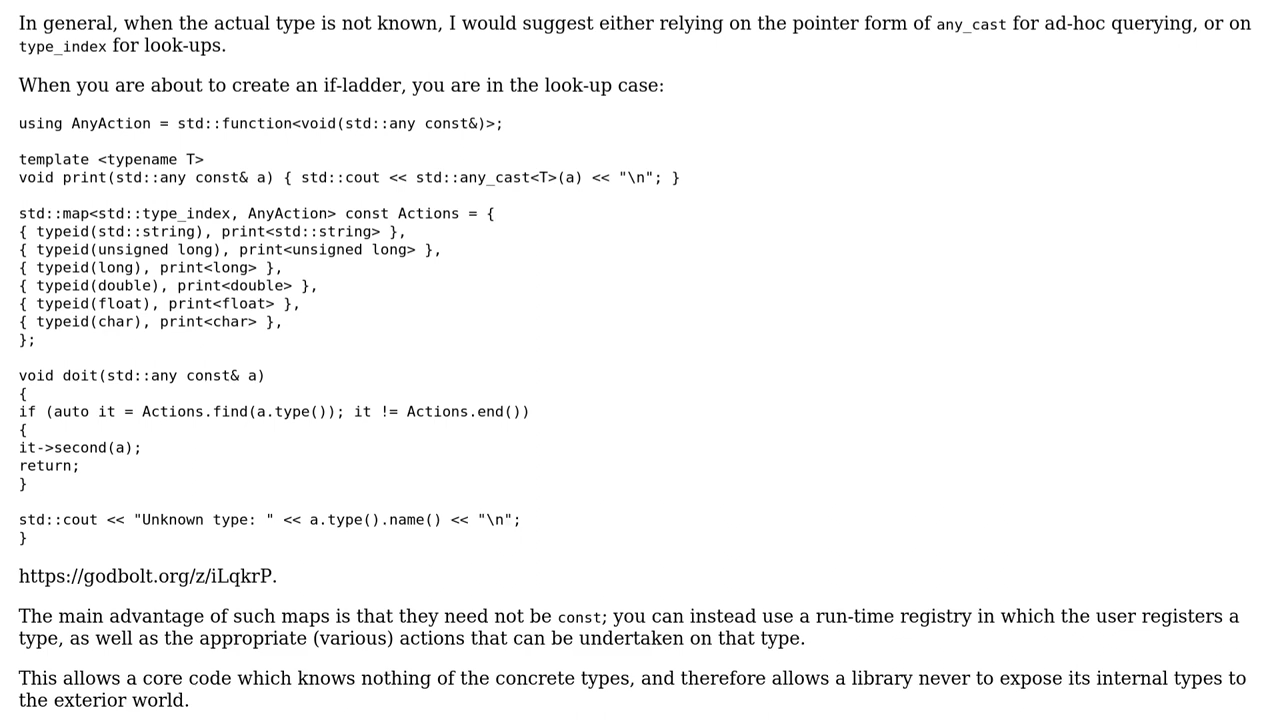 In general, when the actual type is not known, I would suggest either relying on the pointer form of any_cast for ad-hoc querying, or on
type_index for look-ups.
When you are about to create an if-ladder, you are in the look-up case:
using AnyAction = std::function<void(std::any const&)>;
template <typename T>
void print(std::any const& a) { std::cout << std::any_cast<T>(a) << "\n"; }
std::map<std::type_index, AnyAction> const Actions = {
{ typeid(std::string), print<std::string> },
{ typeid(unsigned long), print<unsigned long> },
{ typeid(long), print<long> },
{ typeid(double), print<double> },
{ typeid(float), print<float> },
{ typeid(char), print<char> },
};
void doit(std::any const& a)
{
if (auto it = Actions.find(a.type()); it != Actions.end())
{
it->second(a);
return;
}
std::cout << "Unknown type: " << a.type().name() << "\n";
}
https://godbolt.org/z/iLqkrP.
The main advantage of such maps is that they need not be const; you can instead use a run-time registry in which the user registers a
type, as well as the appropriate (various) actions that can be undertaken on that type.
This allows a core code which knows nothing of the concrete types, and therefore allows a library never to expose its internal types to
the exterior world.